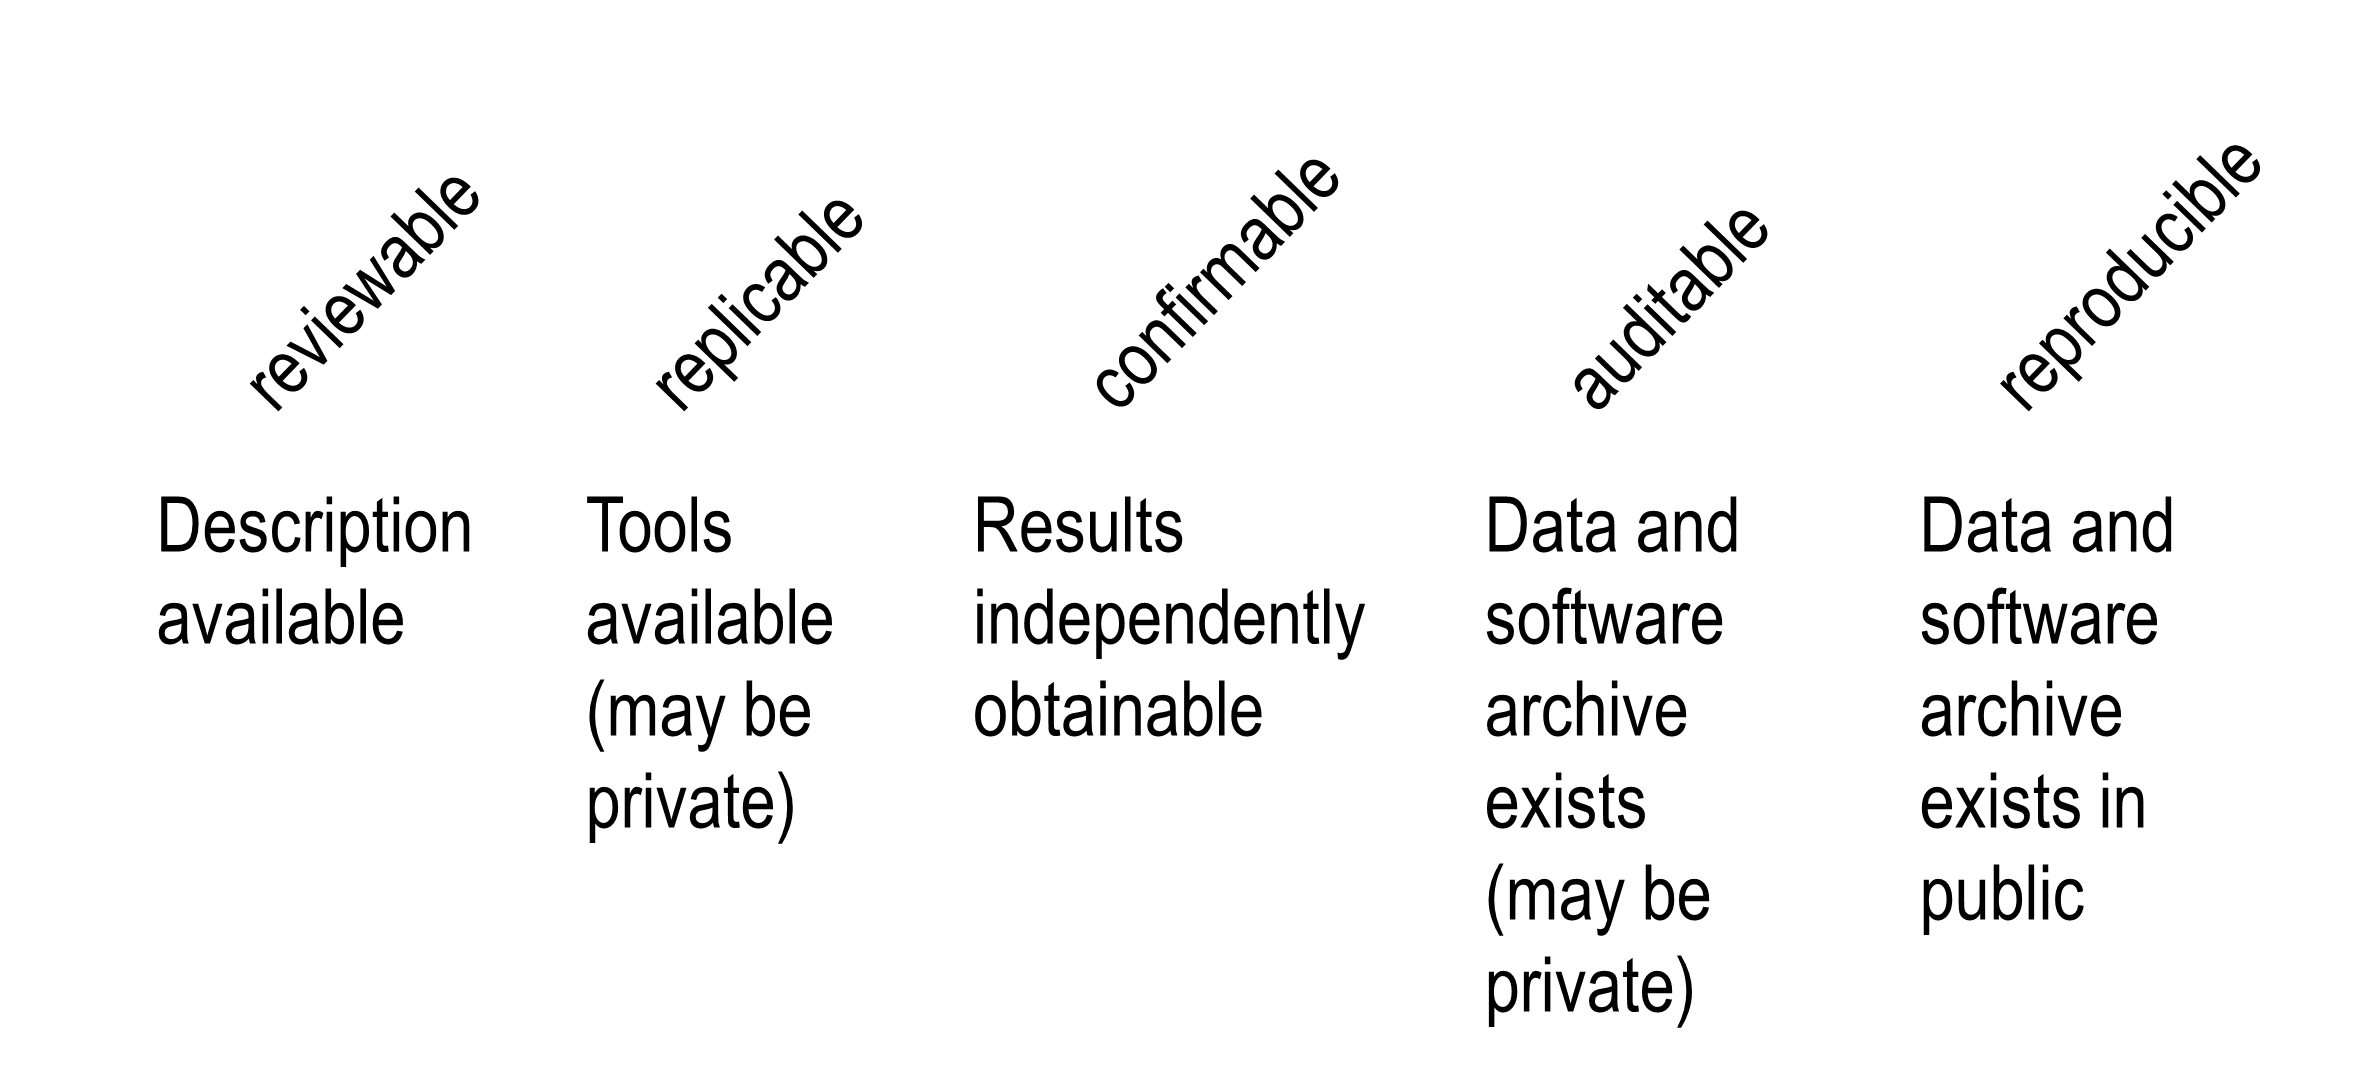 reviewable
replicable
confirmable
auditable
reproducible
Description
available
Tools
available
(may be
private)
Results
independently
obtainable
Data and
software
archive
exists
(may be
private)
Data and
software
archive
exists in
public